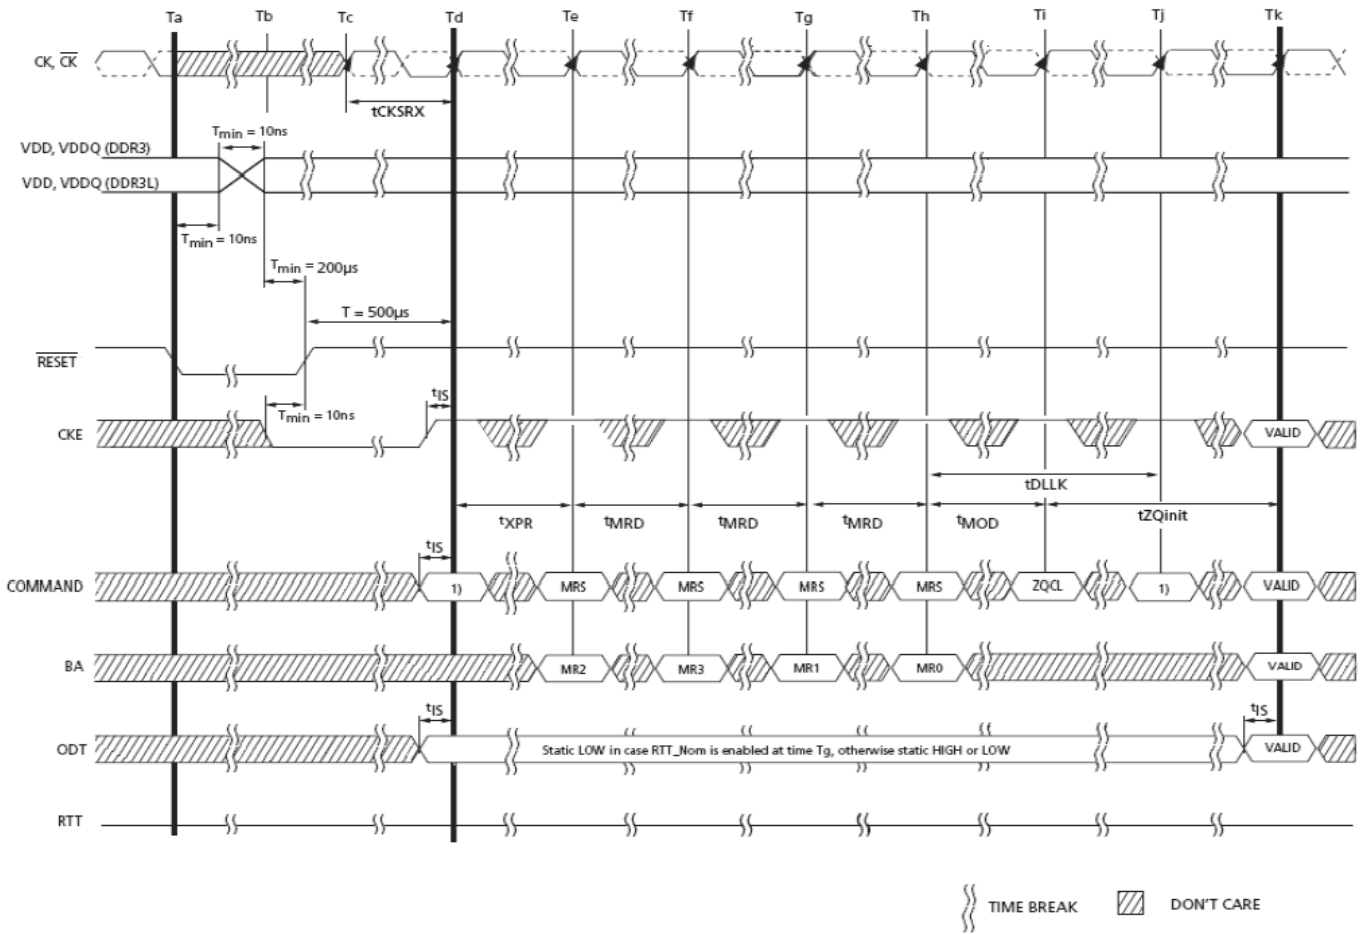 Ta Tb Tc Td Te Tf Tg Th Ti Tj Tk
CK, CK
tCKSRX
Tmin = 10ns
VDD, VDDQ (DDR3)
VDD, VDDQ (DDR3L)
Tmin = 10ns
Tmin = 200µs
T = 500µs
RESET
tIS
Tmin = 10ns
CKE VALID
tDLLK
tXPR tMRD tMRD tMRD tMOD tZQinit
tIS
COMMAND 1) MRS MRS MRS MRS ZQCL 1) VALID
BA MR2 MR3 MR1 MR0 VALID
tIS tIS
ODT Static LOW in case RTT_Nom is enabled at time Tg, otherwise static HIGH or LOW VALID
RTT
TIME BREAK DON'T CARE